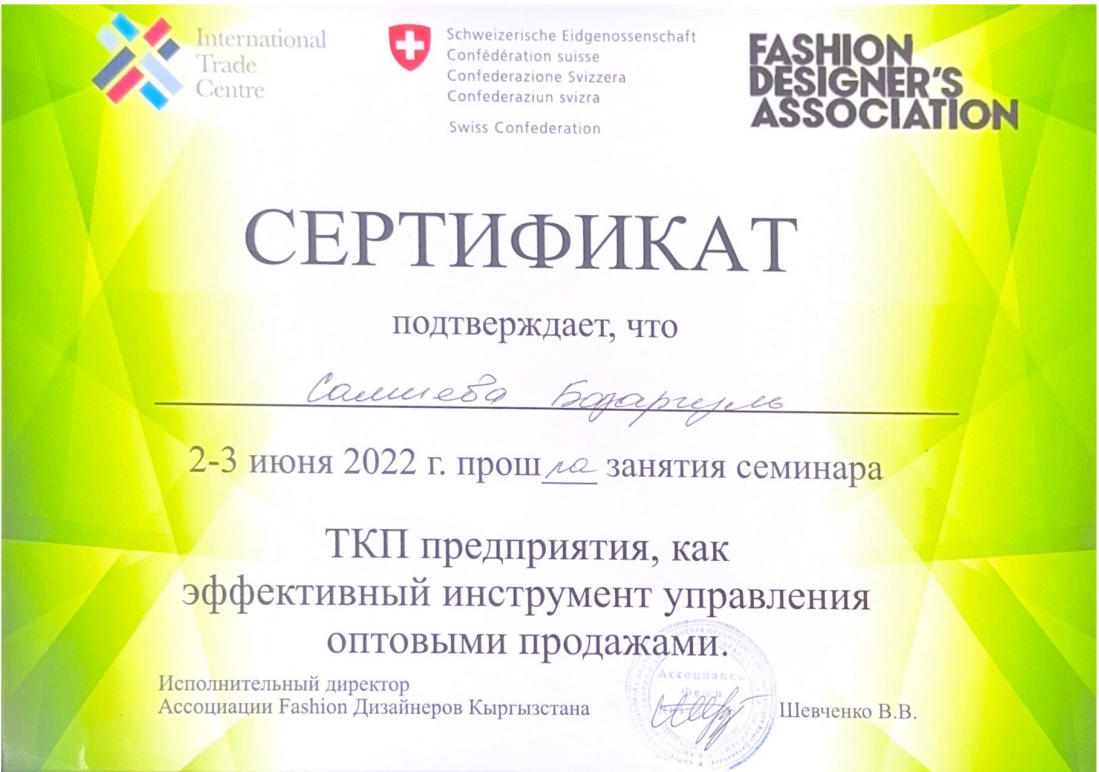 International
Trade
Centre
Schweizerische Eidgenossenschaft
Confédération suisse
Confederazione Svizzera
Confederaziun svizra
Swiss Confederation
FASHION
DESIGNER'S
ASSOCIATION
СЕРТИФИКАТ
подтверждает, что
Салиева Базаргуль
2-3 июня 2022 г. прошла занятия семинара
ТКП предприятия, как
эффективный инструмент управления
оптовыми продажами.
Исполнительный директор
Ассоциации Fashion Дизайнеров Кыргызстана
Шевченко В.В.
Ассоциация